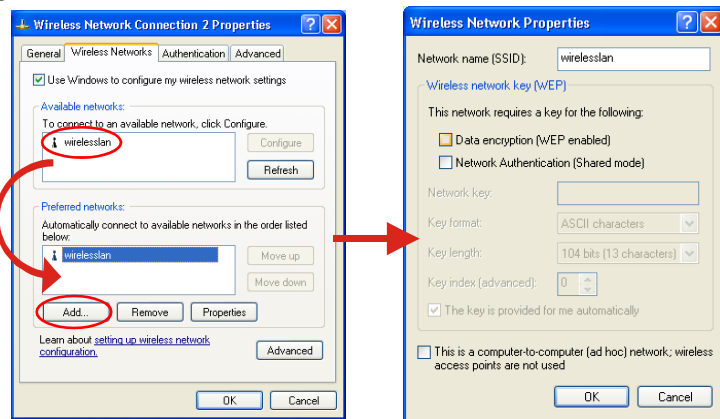 Wireless Network Connection 2 Properties
General Wireless Networks Authentication Advanced
Use Windows to configure my wireless network settings
Available networks:
To connect to an available network, click Configure.
wirelesslan
Configure
Refresh
Preferred networks:
Automatically connect to available networks in the order listed
below:
wirelesslan
Move up
Move down
Add... Remove Properties
Learn about setting up wireless network
configuration.
Advanced
OK Cancel
Wireless Network Properties
Network name (SSID): wirelesslan
Wireless network key (WEP)
This network requires a key for the following:
Data encryption (WEP enabled)
Network Authentication (Shared mode)
Network key:
Key format: ASCII characters
Key length: 104 bits (13 characters)
Key index (advanced): 0
The key is provided for me automatically
This is a computer-to-computer (ad hoc) network; wireless
access points are not used
OK Cancel